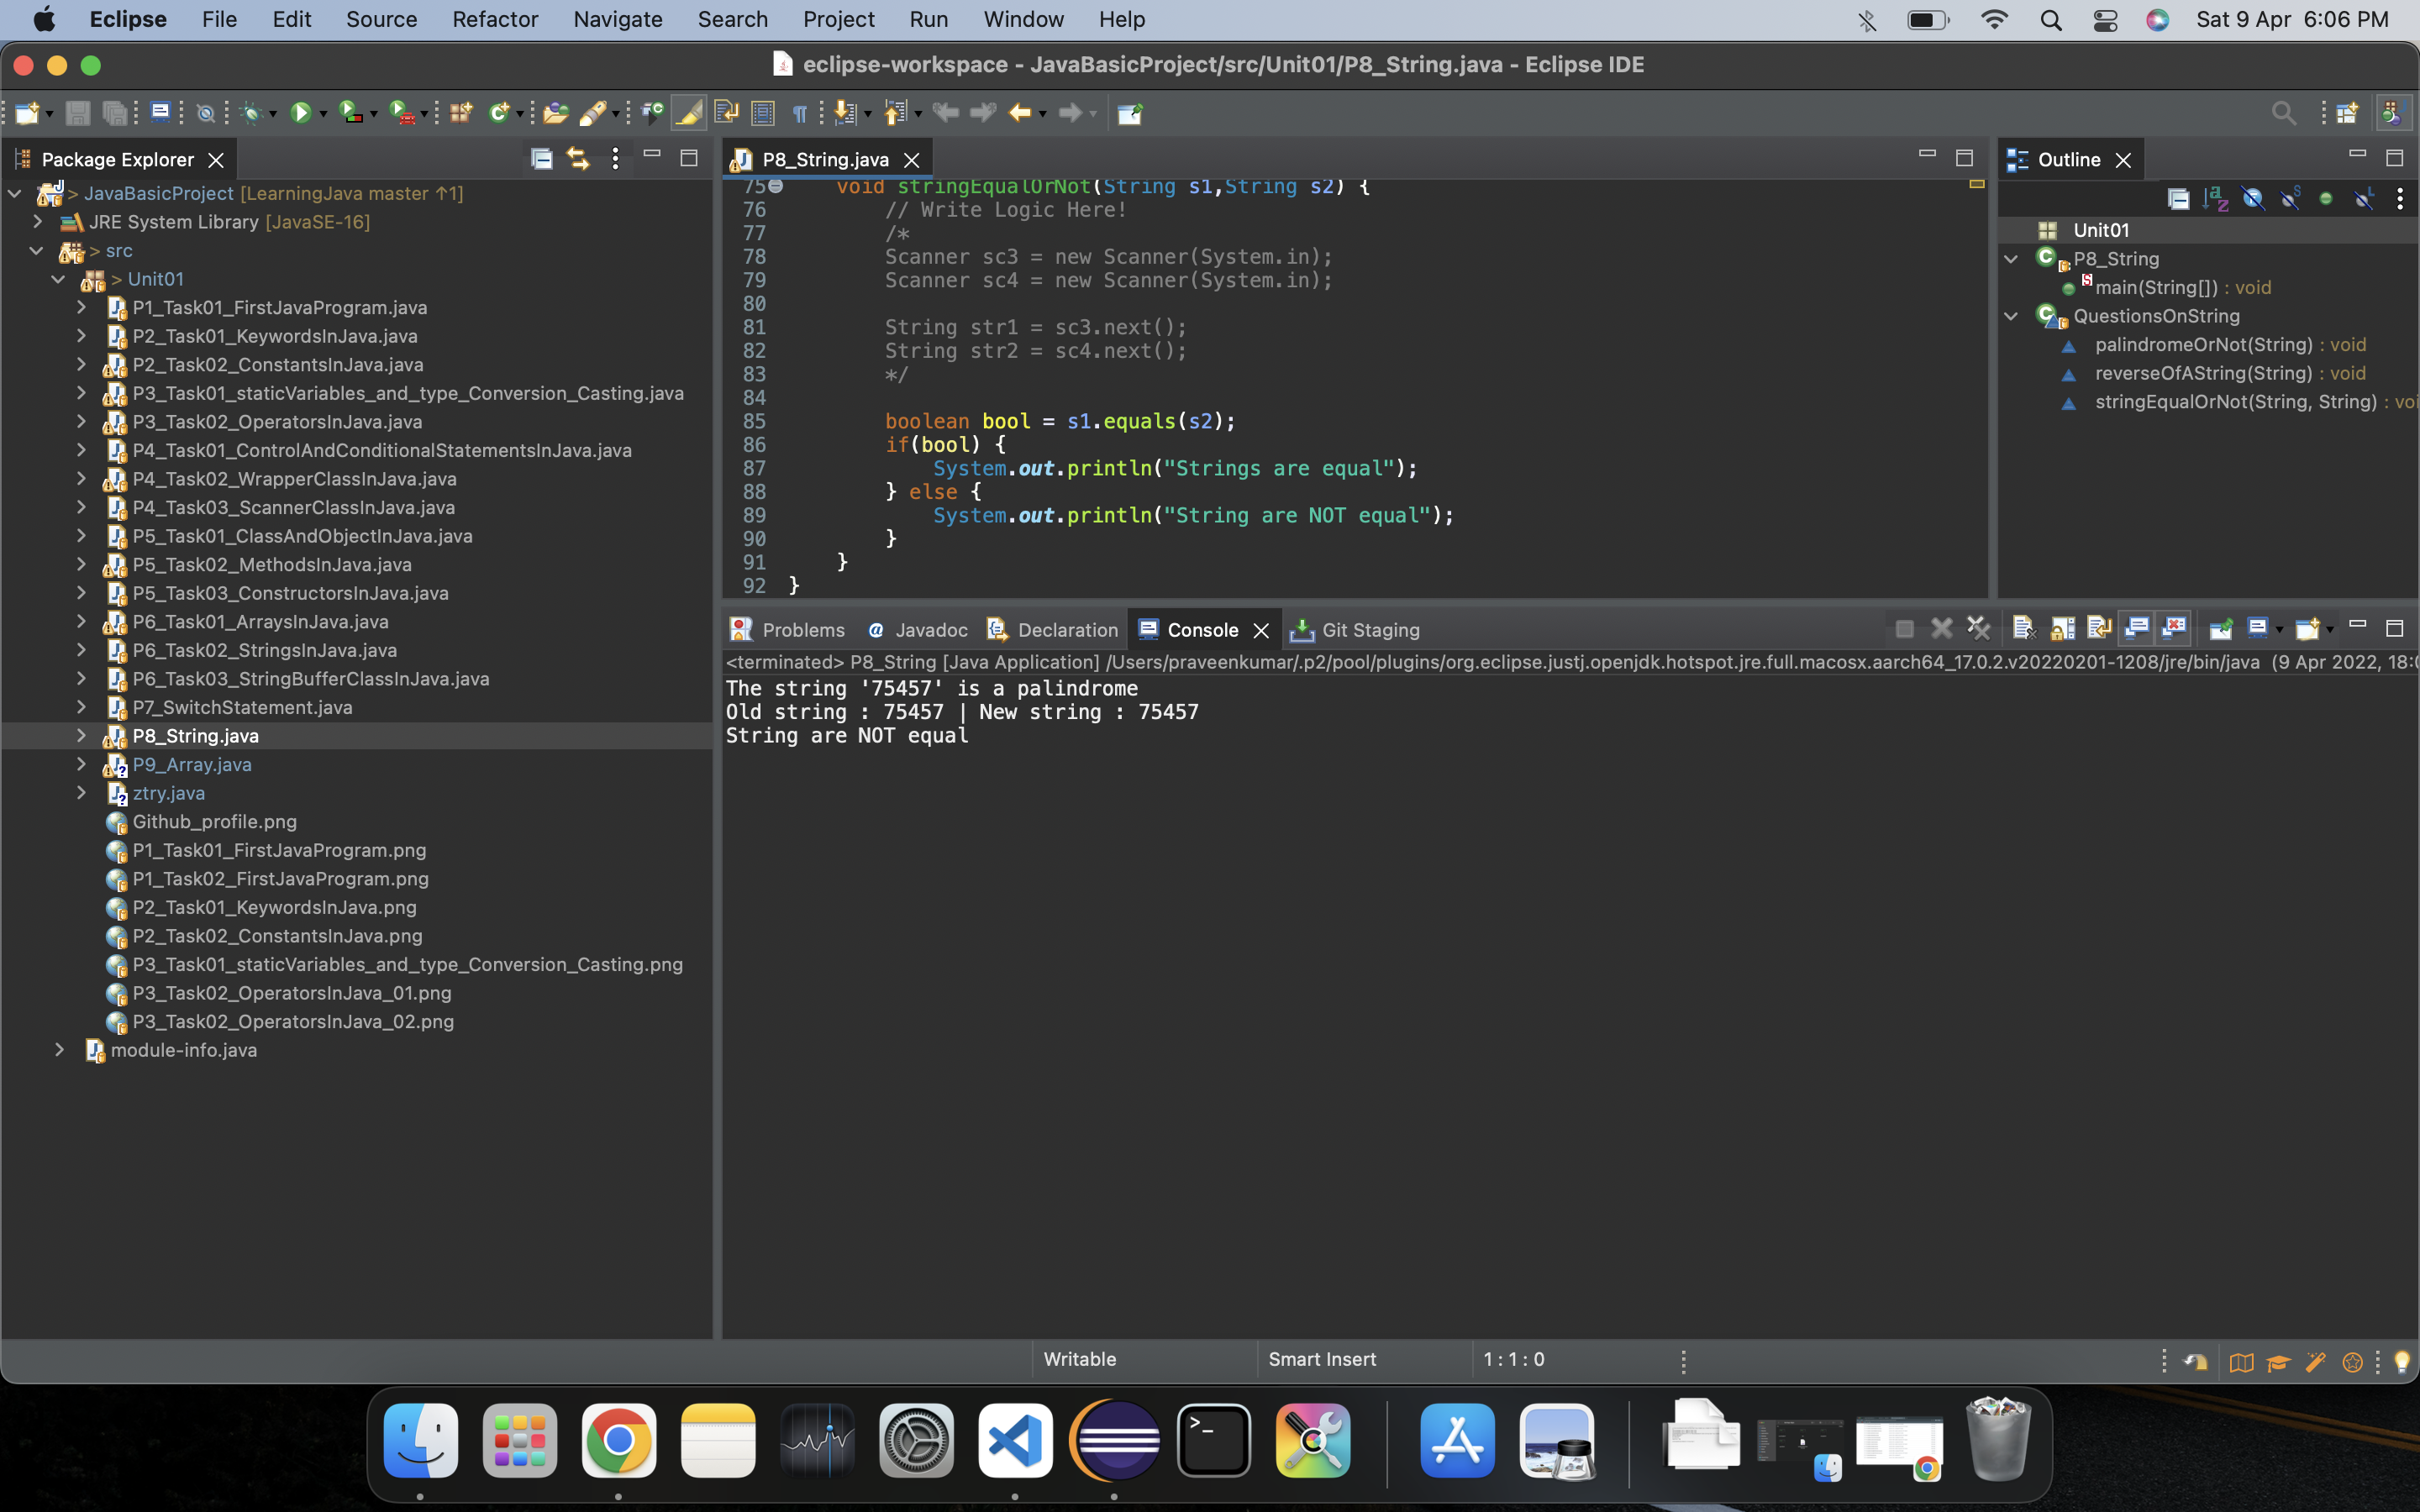 Eclipse File Edit Source Refactor Navigate Search Project Run Window Help Sat 9 Apr 6:06 PM
eclipse-workspace - JavaBasicProject/src/Unit01/P8_String.java - Eclipse IDE
Package Explorer
> JavaBasicProject [LearningJava master ↑1]
JRE System Library [JavaSE-16]
> src
> Unit01
P1_Task01_FirstJavaProgram.java
P2_Task01_KeywordsInJava.java
P2_Task02_ConstantsInJava.java
P3_Task01_staticVariables_and_type_Conversion_Casting.java
P3_Task02_OperatorsInJava.java
P4_Task01_ControlAndConditionalStatementsInJava.java
P4_Task02_WrapperClassInJava.java
P4_Task03_ScannerClassInJava.java
P5_Task01_ClassAndObjectInJava.java
P5_Task02_MethodsInJava.java
P5_Task03_ConstructorsInJava.java
P6_Task01_ArraysInJava.java
P6_Task02_StringsInJava.java
P6_Task03_StringBufferClassInJava.java
P7_SwitchStatement.java
P8_String.java
P9_Array.java
ztry.java
Github_profile.png
P1_Task01_FirstJavaProgram.png
P1_Task02_FirstJavaProgram.png
P2_Task01_KeywordsInJava.png
P2_Task02_ConstantsInJava.png
P3_Task01_staticVariables_and_type_Conversion_Casting.png
P3_Task02_OperatorsInJava_01.png
P3_Task02_OperatorsInJava_02.png
module-info.java
P8_String.java
75 void stringEqualOrNot(String s1,String s2) {
76 // Write Logic Here!
77 /*
78 Scanner sc3 = new Scanner(System.in);
79 Scanner sc4 = new Scanner(System.in);
80
81 String str1 = sc3.next();
82 String str2 = sc4.next();
83 */
84
85 boolean bool = s1.equals(s2);
86 if(bool) {
87 System.out.println("Strings are equal");
88 } else {
89 System.out.println("String are NOT equal");
90 }
91 }
92 }
Outline
Unit01
P8_String
main(String[]) : void
QuestionsOnString
palindromeOrNot(String) : void
reverseOfAString(String) : void
stringEqualOrNot(String, String) : voi
Problems Javadoc Declaration Console Git Staging
<terminated> P8_String [Java Application] /Users/praveenkumar/.p2/pool/plugins/org.eclipse.justj.openjdk.hotspot.jre.full.macosx.aarch64_17.0.2.v20220201-1208/jre/bin/java (9 Apr 2022, 18:0
The string '75457' is a palindrome
Old string : 75457 | New string : 75457
String are NOT equal
Writable Smart Insert 1 : 1 : 0